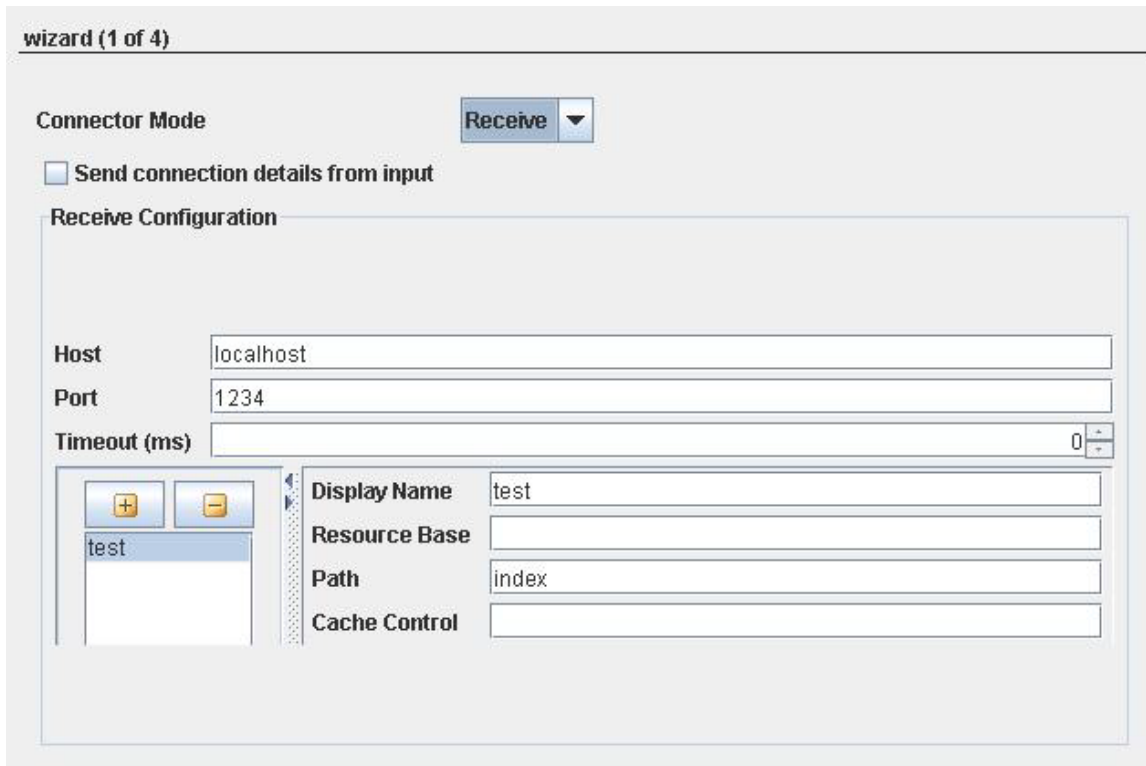 wizard (1 of 4)
Connector Mode Receive
Send connection details from input
Receive Configuration
Host localhost
Port 1234
Timeout (ms) 0
Display Name test
test
Resource Base
Path index
Cache Control